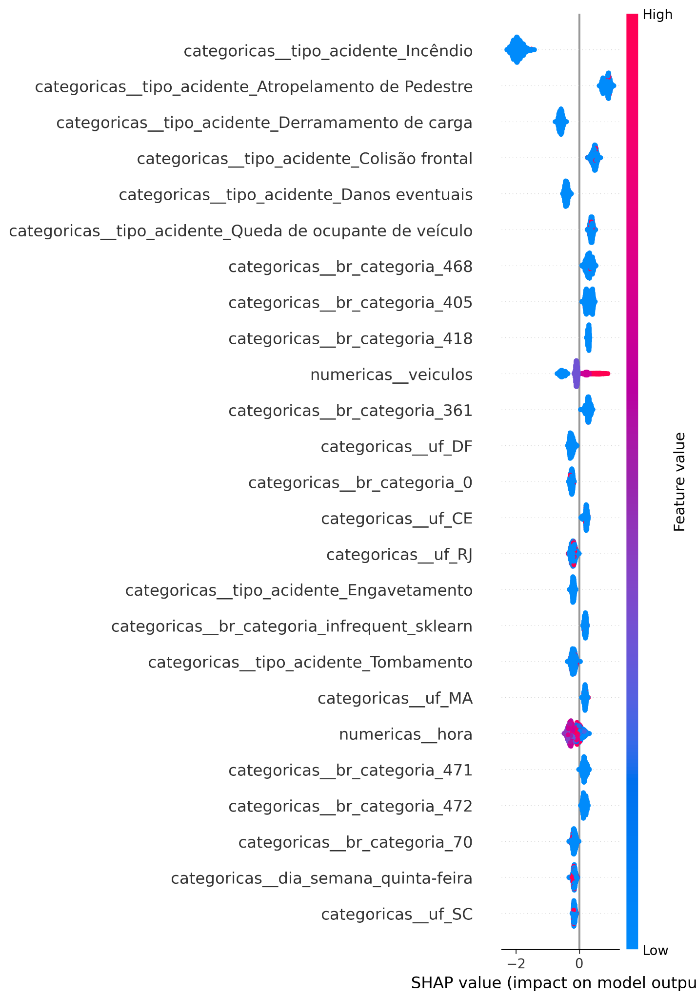 High
categoricas__tipo_acidente_Incêndio
categoricas__tipo_acidente_Atropelamento de Pedestre
categoricas__tipo_acidente_Derramamento de carga
categoricas__tipo_acidente_Colisão frontal
categoricas__tipo_acidente_Danos eventuais
categoricas__tipo_acidente_Queda de ocupante de veículo
categoricas__br_categoria_468
categoricas__br_categoria_405
categoricas__br_categoria_418
numericas__veiculos
categoricas__br_categoria_361
categoricas__uf_DF
categoricas__br_categoria_0
categoricas__uf_CE
categoricas__uf_RJ
categoricas__tipo_acidente_Engavetamento
categoricas__br_categoria_infrequent_sklearn
categoricas__tipo_acidente_Tombamento
categoricas__uf_MA
numericas__hora
categoricas__br_categoria_471
categoricas__br_categoria_472
categoricas__br_categoria_70
categoricas__dia_semana_quinta-feira
categoricas__uf_SC
Feature value
Low
−2 0
SHAP value (impact on model outpu